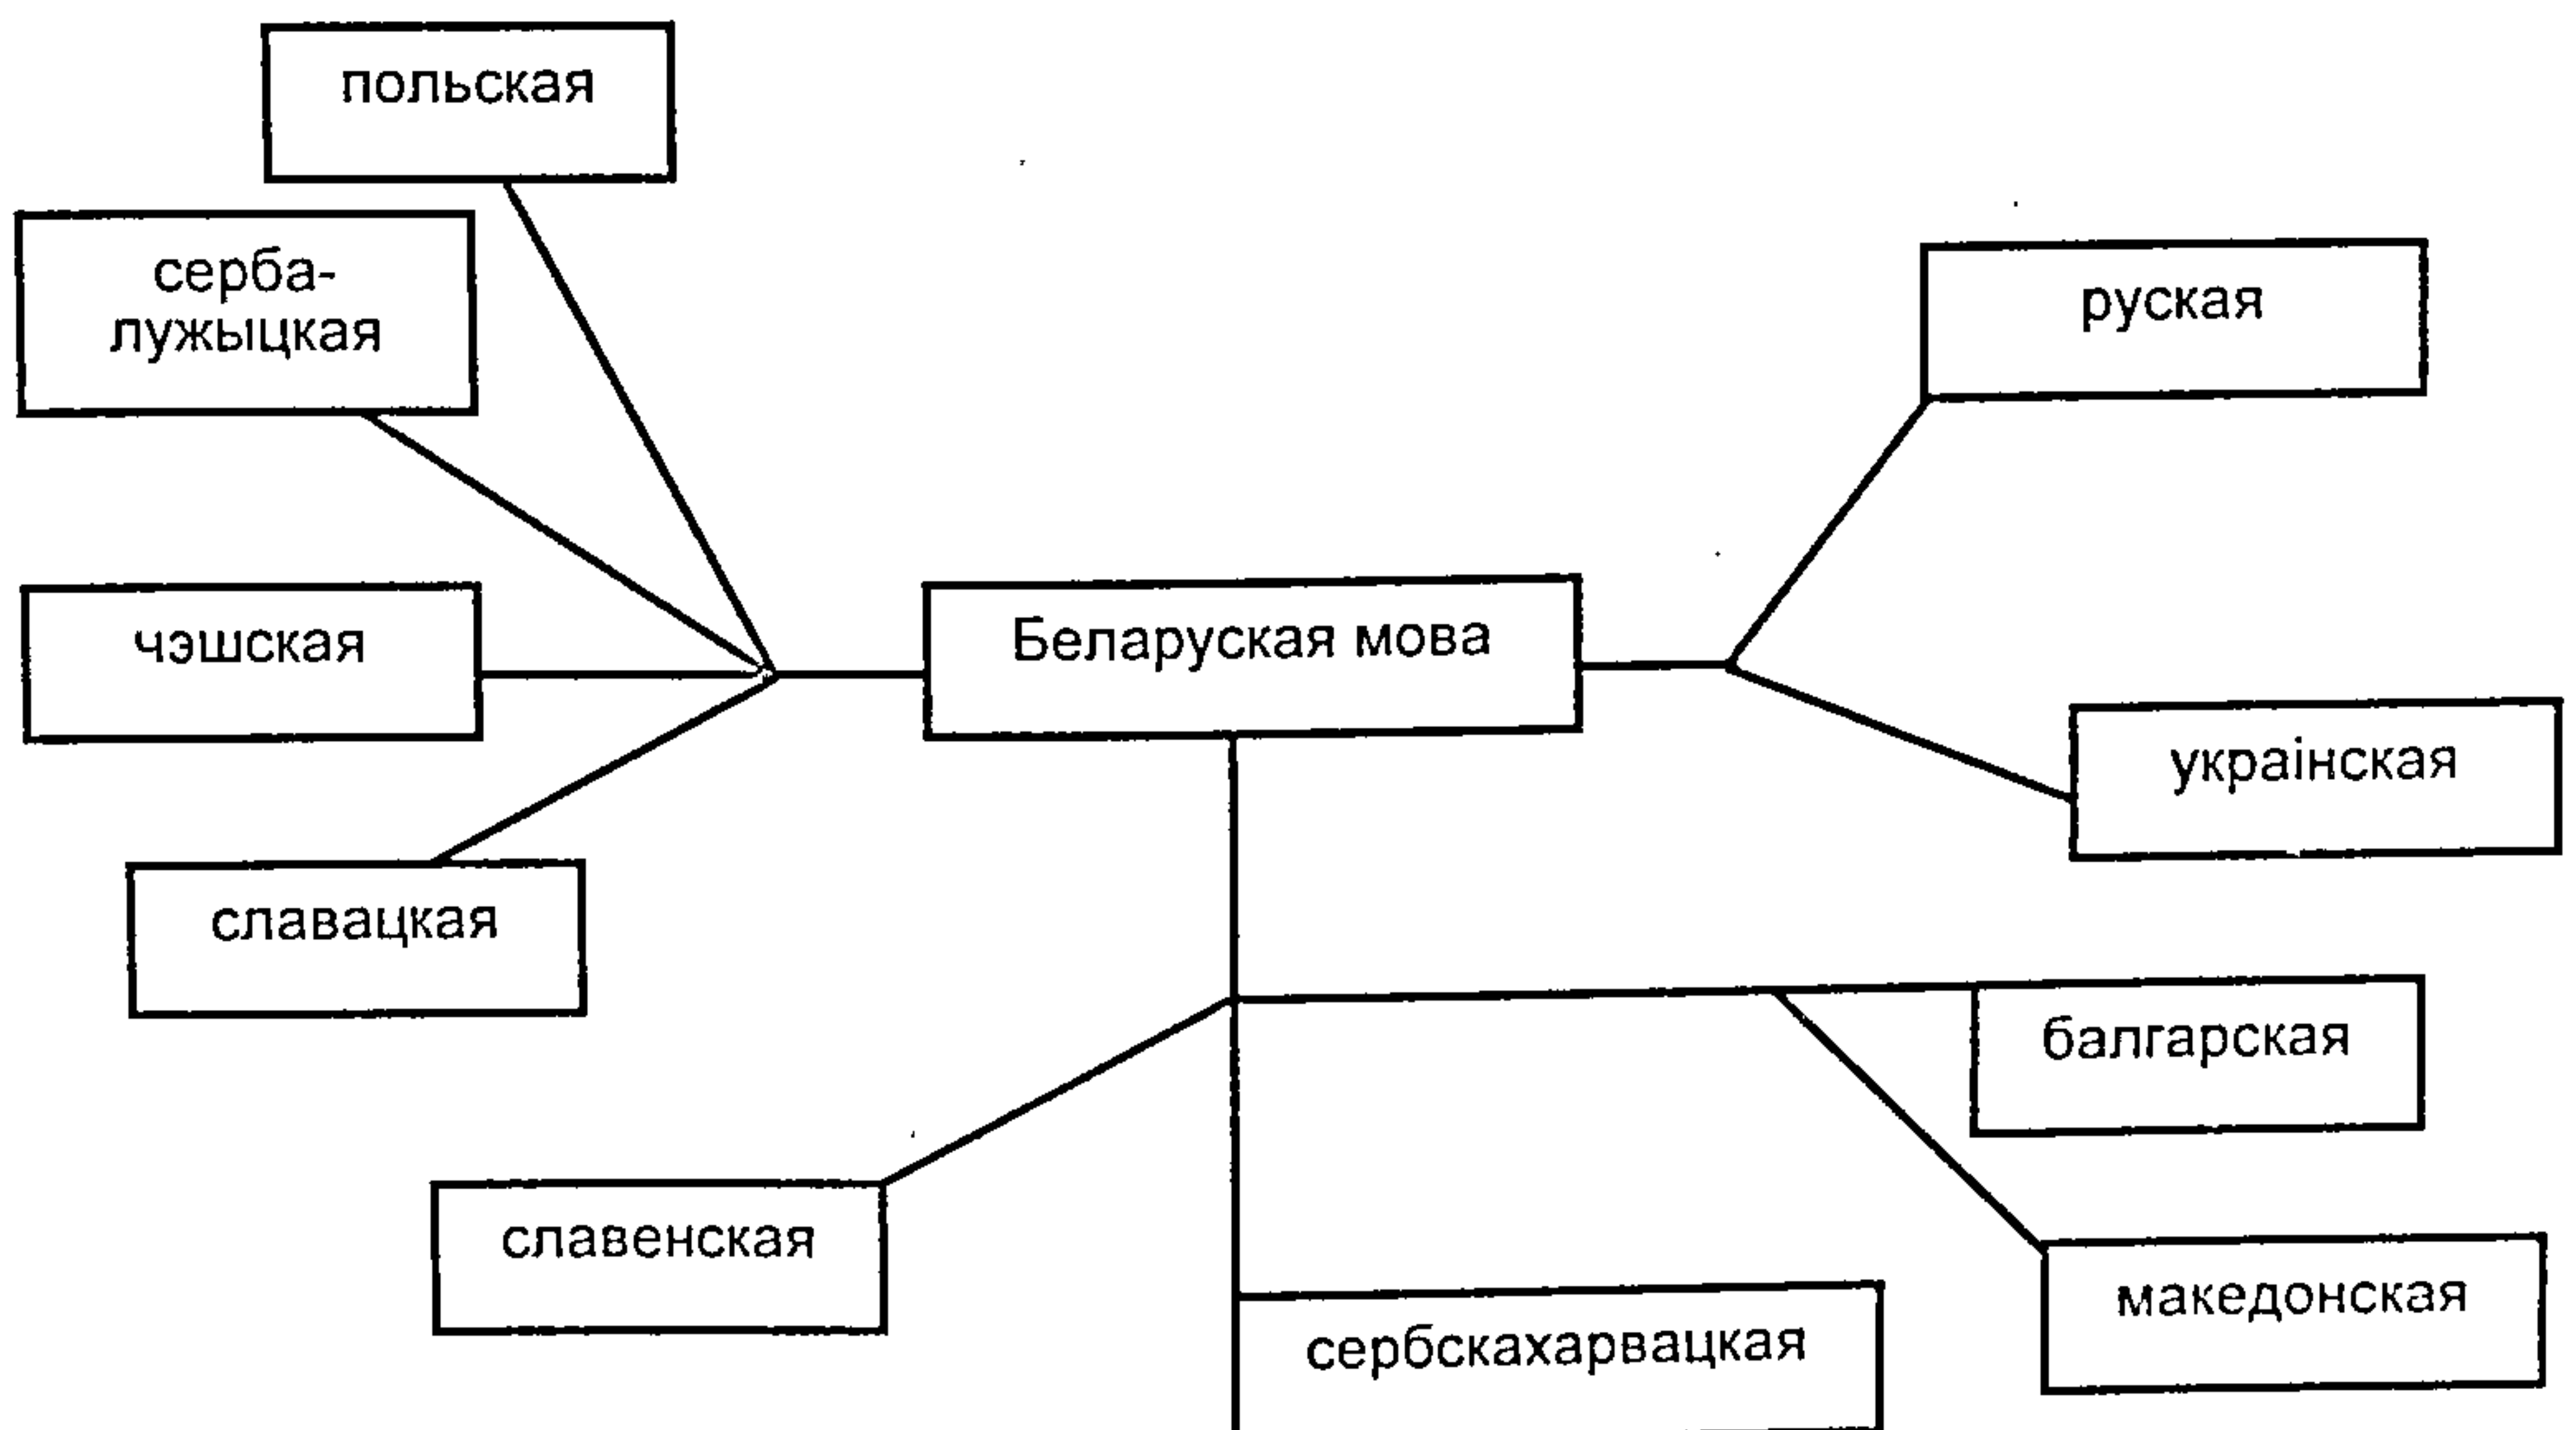 польская
серба-
лужыцкая
руская
чэшская
Беларуская мова
украінская
славацкая
балгарская
славенская
македонская
сербскахарвацкая